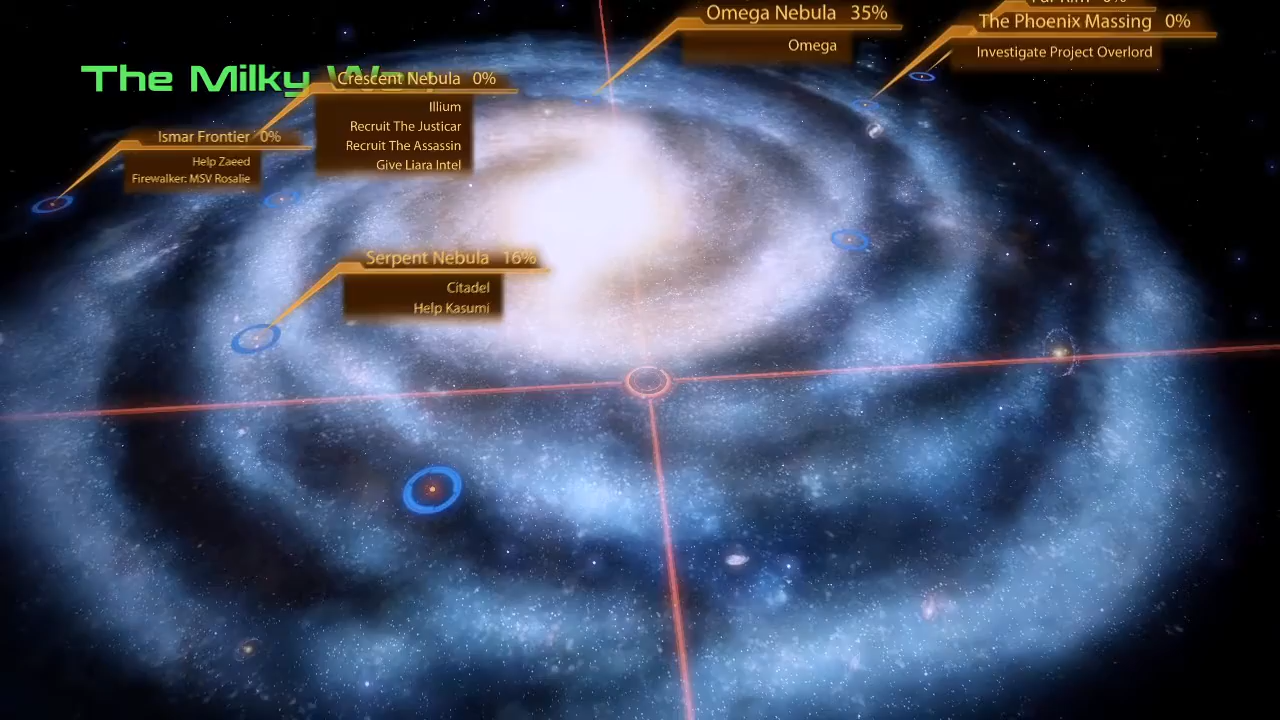 The Milky Way
Omega Nebula 35%
Omega
The Phoenix Massing 0%
Investigate Project Overlord
Crescent Nebula 0%
Illium
Recruit The Justicar
Recruit The Assassin
Give Liara Intel
Ismar Frontier 0%
Help Zaeed
Firewalker: MSV Rosalie
Serpent Nebula 16%
Citadel
Help Kasumi